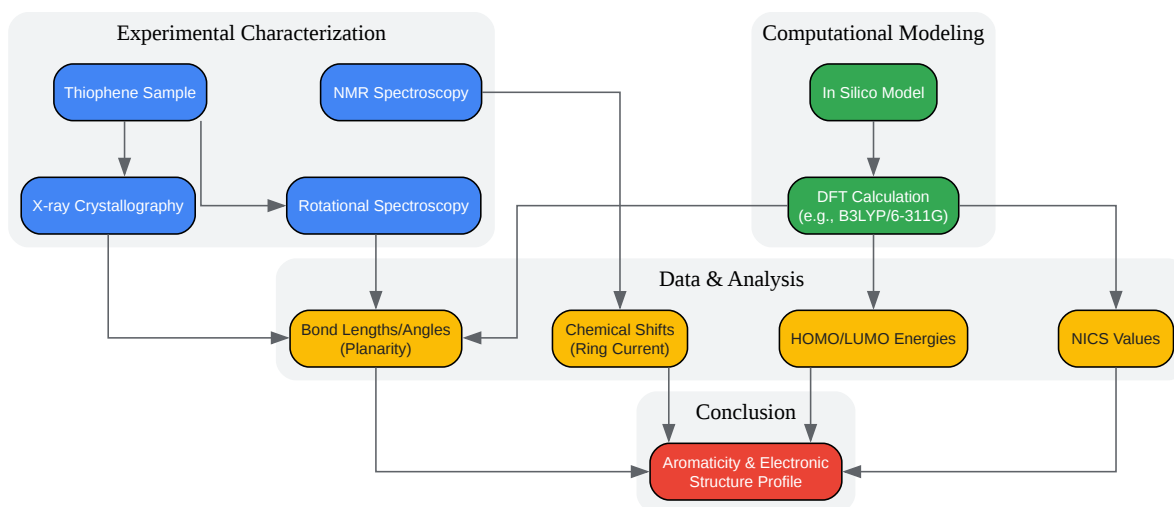 Experimental Characterization
Computational Modeling
Thiophene Sample
NMR Spectroscopy
In Silico Model
X-ray Crystallography
Rotational Spectroscopy
DFT Calculation
(e.g., B3LYP/6-311G)
Data & Analysis
Bond Lengths/Angles
(Planarity)
Chemical Shifts
(Ring Current)
HOMO/LUMO Energies
NICS Values
Conclusion
Aromaticity & Electronic
Structure Profile